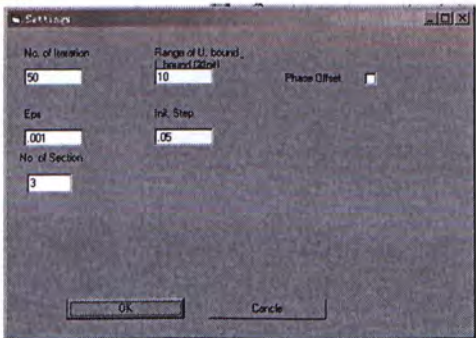 Settings
No. of Iteration
50
Range of U. bound
10
Phase Offset
Eps
.001
Init. Step
.05
No. of Section
3
OK
Cancle